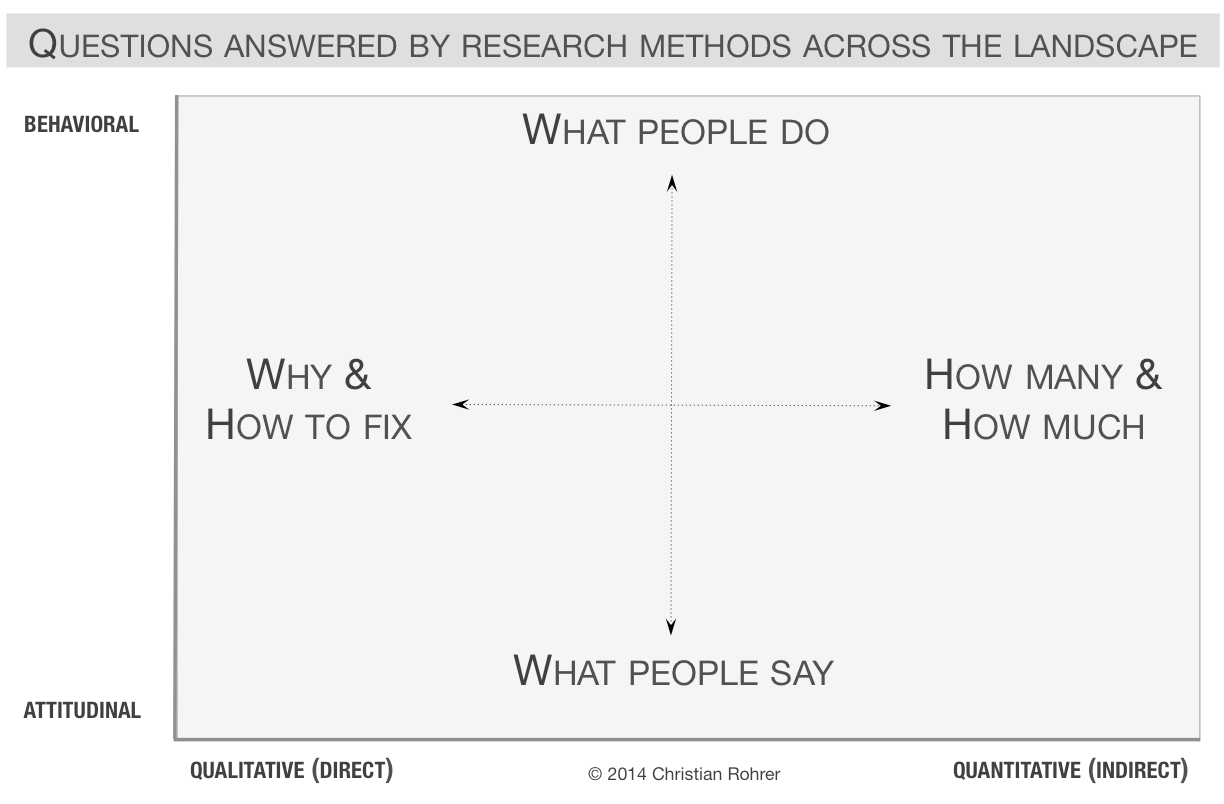 QUESTIONS ANSWERED BY RESEARCH METHODS ACROSS THE LANDSCAPE
BEHAVIORAL
WHAT PEOPLE DO
WHY &
HOW TO FIX
HOW MANY &
HOW MUCH
WHAT PEOPLE SAY
ATTITUDINAL
QUALITATIVE (DIRECT)
© 2014 Christian Rohrer
QUANTITATIVE (INDIRECT)